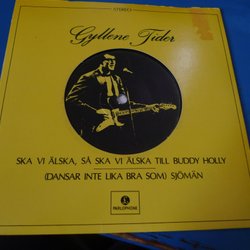 STEREO
Gyllene Tider
SKA VI ÄLSKA, SÅ SKA VI ÄLSKA TILL BUDDY HOLLY
(DANSAR INTE LIKA BRA SOM) SJÖMÄN
PARLOPHONE